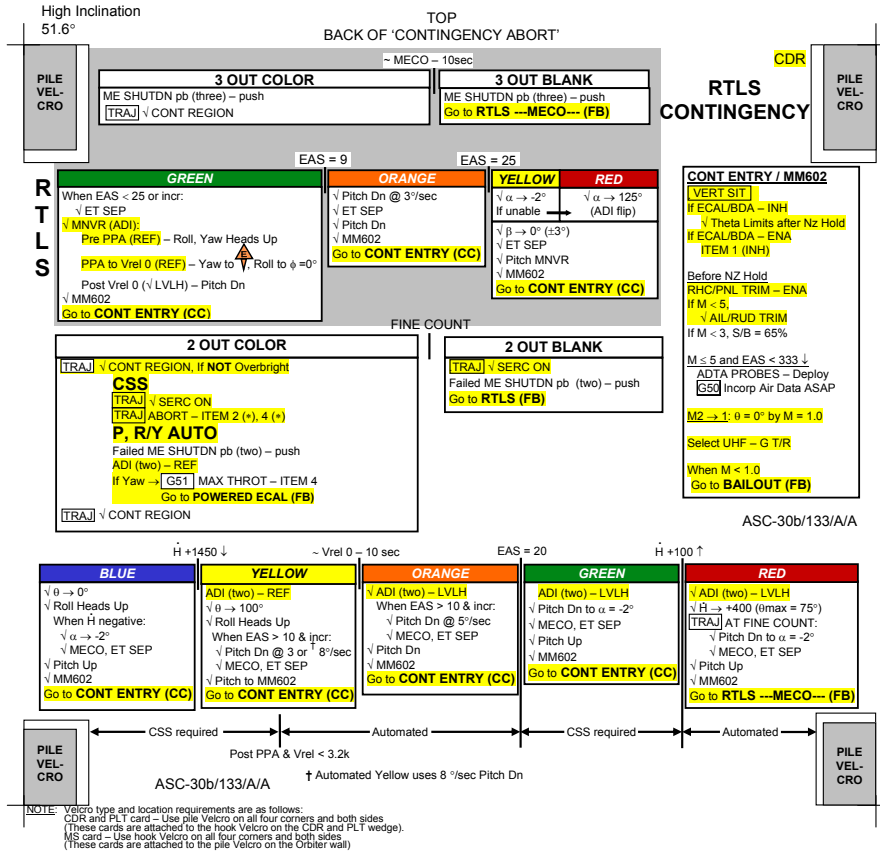 High Inclination
51.6°
TOP
BACK OF 'CONTINGENCY ABORT'
PILE
VEL-
CRO
~ MECO – 10sec
CDR
PILE
VEL-
CRO
3 OUT COLOR
ME SHUTDN pb (three) – push
TRAJ √ CONT REGION
3 OUT BLANK
ME SHUTDN pb (three) – push
Go to RTLS ---MECO--- (FB)
RTLS
CONTINGENCY
R
T
L
S
EAS = 9
EAS = 25
GREEN
When EAS < 25 or incr:
√ ET SEP
√ MNVR (ADI):
Pre PPA (REF) – Roll, Yaw Heads Up
PPA to Vrel 0 (REF) – Yaw to E, Roll to ϕ =0°
Post Vrel 0 (√ LVLH) – Pitch Dn
√ MM602
Go to CONT ENTRY (CC)
ORANGE
√ Pitch Dn @ 3°/sec
√ ET SEP
√ Pitch Dn
√ MM602
Go to CONT ENTRY (CC)
YELLOW
RED
√ α → -2°
If unable
√ α → 125°
(ADI flip)
√ β → 0° (±3°)
√ ET SEP
√ Pitch MNVR
√ MM602
Go to CONT ENTRY (CC)
CONT ENTRY / MM602
VERT SIT
If ECAL/BDA – INH
√ Theta Limits after Nz Hold
If ECAL/BDA – ENA
ITEM 1 (INH)
Before NZ Hold
RHC/PNL TRIM – ENA
If M < 5,
√ AIL/RUD TRIM
If M < 3, S/B = 65%
M ≤ 5 and EAS < 333 ↓
ADTA PROBES – Deploy
G50 Incorp Air Data ASAP
M2 → 1: θ = 0° by M = 1.0
Select UHF – G T/R
When M < 1.0
Go to BAILOUT (FB)
FINE COUNT
2 OUT COLOR
TRAJ √ CONT REGION, If NOT Overbright
CSS
TRAJ √ SERC ON
TRAJ ABORT – ITEM 2 (∗), 4 (∗)
P, R/Y AUTO
Failed ME SHUTDN pb (two) – push
ADI (two) – REF
If Yaw → G51 MAX THROT – ITEM 4
Go to POWERED ECAL (FB)
TRAJ √ CONT REGION
2 OUT BLANK
TRAJ √ SERC ON
Failed ME SHUTDN pb (two) – push
Go to RTLS (FB)
ASC-30b/133/A/A
Ḣ +1450 ↓
~ Vrel 0 – 10 sec
EAS = 20
Ḣ +100 ↑
BLUE
√ θ → 0°
√ Roll Heads Up
When Ḣ negative:
√ α → -2°
√ MECO, ET SEP
√ Pitch Up
√ MM602
Go to CONT ENTRY (CC)
YELLOW
ADI (two) – REF
√ θ → 100°
√ Roll Heads Up
When EAS > 10 & incr:
√ Pitch Dn @ 3 or † 8°/sec
√ MECO, ET SEP
√ Pitch to MM602
Go to CONT ENTRY (CC)
ORANGE
√ ADI (two) – LVLH
When EAS > 10 & incr:
√ Pitch Dn @ 5°/sec
√ MECO, ET SEP
√ Pitch Dn
√ MM602
Go to CONT ENTRY (CC)
GREEN
ADI (two) – LVLH
√ Pitch Dn to α = -2°
√ MECO, ET SEP
√ Pitch Up
√ MM602
Go to CONT ENTRY (CC)
RED
√ ADI (two) – LVLH
√ Ḣ → +400 (θmax = 75°)
TRAJ AT FINE COUNT:
√ Pitch Dn to α = -2°
√ MECO, ET SEP
√ Pitch Up
√ MM602
Go to RTLS ---MECO--- (FB)
PILE
VEL-
CRO
CSS required
Automated
CSS required
Automated
PILE
VEL-
CRO
Post PPA & Vrel < 3.2k
ASC-30b/133/A/A
† Automated Yellow uses 8 °/sec Pitch Dn
NOTE: Velcro type and location requirements are as follows:
CDR and PLT card – Use pile Velcro on all four corners and both sides
(These cards are attached to the hook Velcro on the CDR and PLT wedge).
MS card – Use hook Velcro on all four corners and both sides
(These cards are attached to the pile Velcro on the Orbiter wall)